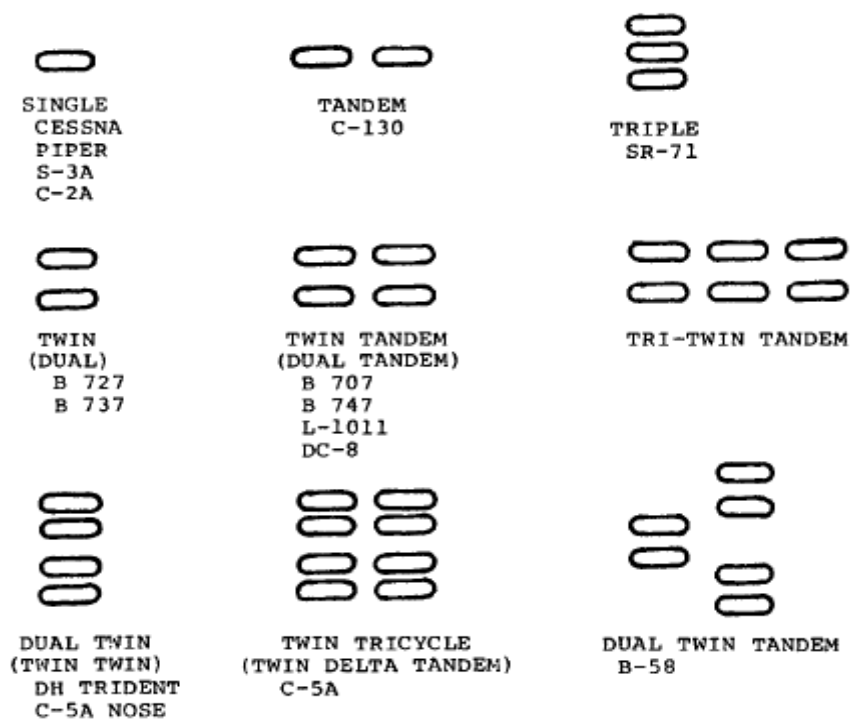 SINGLE
CESSNA
PIPER
S-3A
C-2A
TANDEM
C-130
TRIPLE
SR-71
TWIN
(DUAL)
B 727
B 737
TWIN TANDEM
(DUAL TANDEM)
B 707
B 747
L-1011
DC-8
TRI-TWIN TANDEM
DUAL TWIN
(TWIN TWIN)
DH TRIDENT
C-5A NOSE
TWIN TRICYCLE
(TWIN DELTA TANDEM)
C-5A
DUAL TWIN TANDEM
B-58